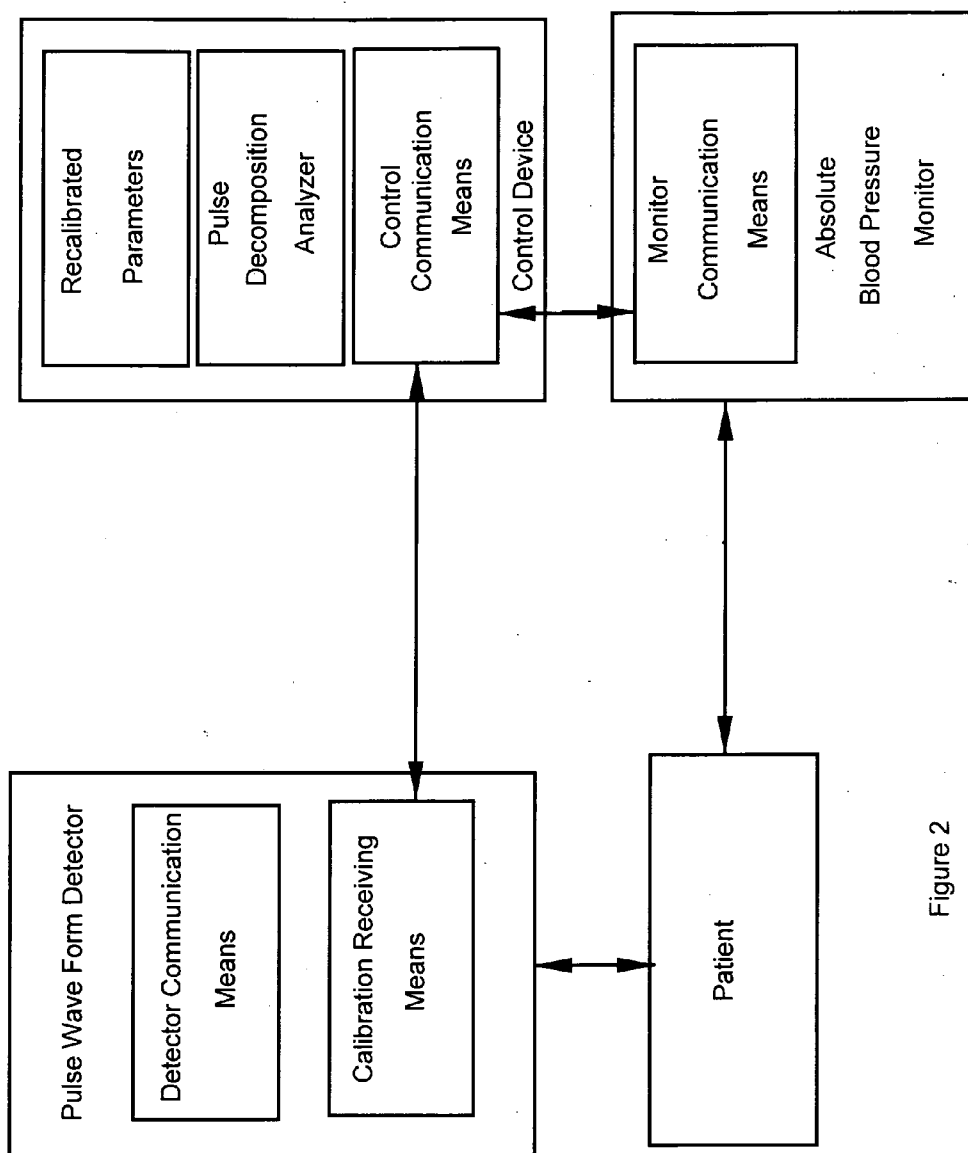 Pulse Wave Form Detector
Detector Communication
Means
Calibration Receiving
Means
Recalibrated
Parameters
Pulse
Decomposition
Analyzer
Control
Communication
Means
Control Device
Patient
Monitor
Communication
Means
Absolute
Blood Pressure
Monitor
Figure 2